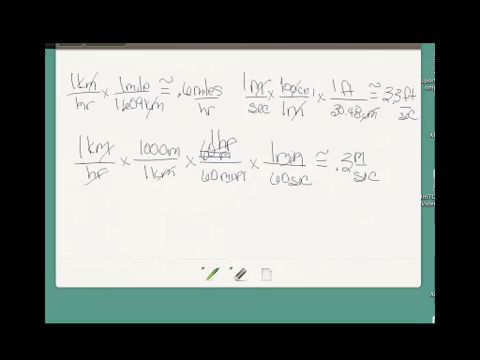 1km/hr × 1mile/1.609km ≅ .6miles/hr 1m/sec × 100cm/1m × 1ft/30.48cm ≅ 3.3ft/sec
1km/hr × 1000m/1km × 1hr/60min × 1min/60sec ≅ .3m/sec